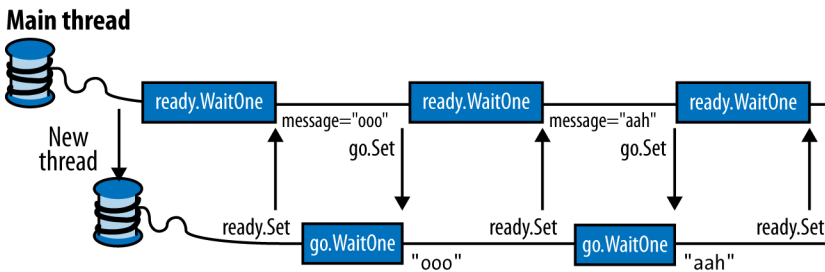 Main thread
ready.WaitOne
ready.WaitOne
ready.WaitOne
message="ooo"
message="aah"
New
thread
go.Set
go.Set
ready.Set
ready.Set
ready.Set
go.WaitOne
go.WaitOne
"ooo"
"aah"